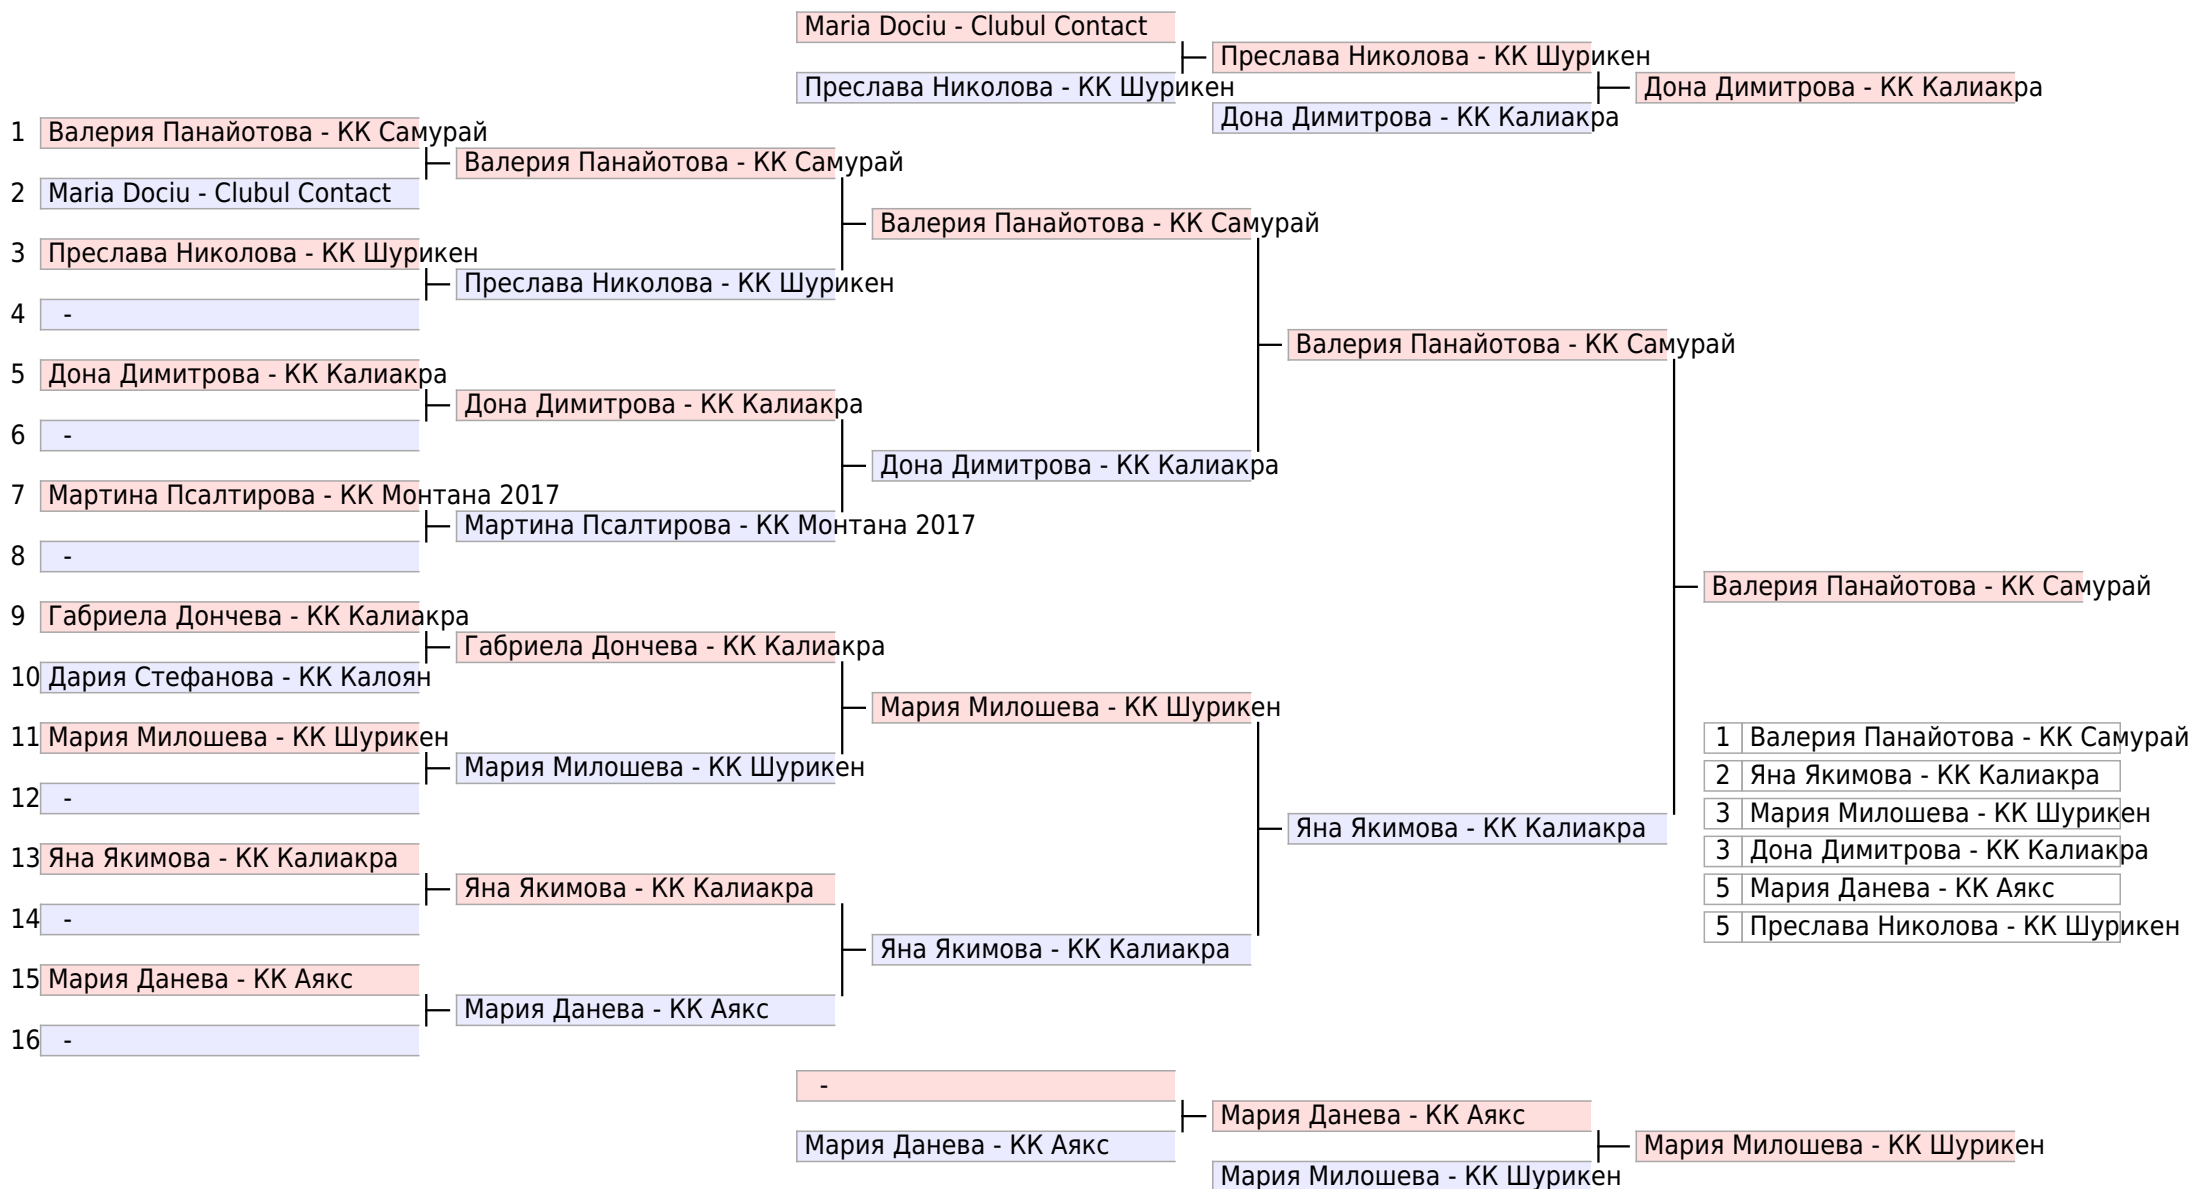 Maria Dociu - Clubul Contact
Преслава Николова - КК Шурикен
Преслава Николова - КК Шурикен
Дона Димитрова - КК Калиакра
Дона Димитрова - КК Калиакра
1 Валерия Панайотова - КК Самурай
Валерия Панайотова - КК Самурай
2 Maria Dociu - Clubul Contact
Валерия Панайотова - КК Самурай
3 Преслава Николова - КК Шурикен
Преслава Николова - КК Шурикен
4 -
Валерия Панайотова - КК Самурай
5 Дона Димитрова - КК Калиакра
Дона Димитрова - КК Калиакра
6 -
Дона Димитрова - КК Калиакра
7 Мартина Псалтирова - КК Монтана 2017
Мартина Псалтирова - КК Монтана 2017
8 -
Валерия Панайотова - КК Самурай
9 Габриела Дончева - КК Калиакра
Габриела Дончева - КК Калиакра
10 Дария Стефанова - КК Калоян
Мария Милошева - КК Шурикен
11 Мария Милошева - КК Шурикен
Мария Милошева - КК Шурикен
12 -
Яна Якимова - КК Калиакра
13 Яна Якимова - КК Калиакра
Яна Якимова - КК Калиакра
14 -
Яна Якимова - КК Калиакра
15 Мария Данева - КК Аякс
Мария Данева - КК Аякс
16 -
1 Валерия Панайотова - КК Самурай
2 Яна Якимова - КК Калиакра
3 Мария Милошева - КК Шурикен
3 Дона Димитрова - КК Калиакра
5 Мария Данева - КК Аякс
5 Преслава Николова - КК Шурикен
-
Мария Данева - КК Аякс
Мария Данева - КК Аякс
Мария Милошева - КК Шурикен
Мария Милошева - КК Шурикен